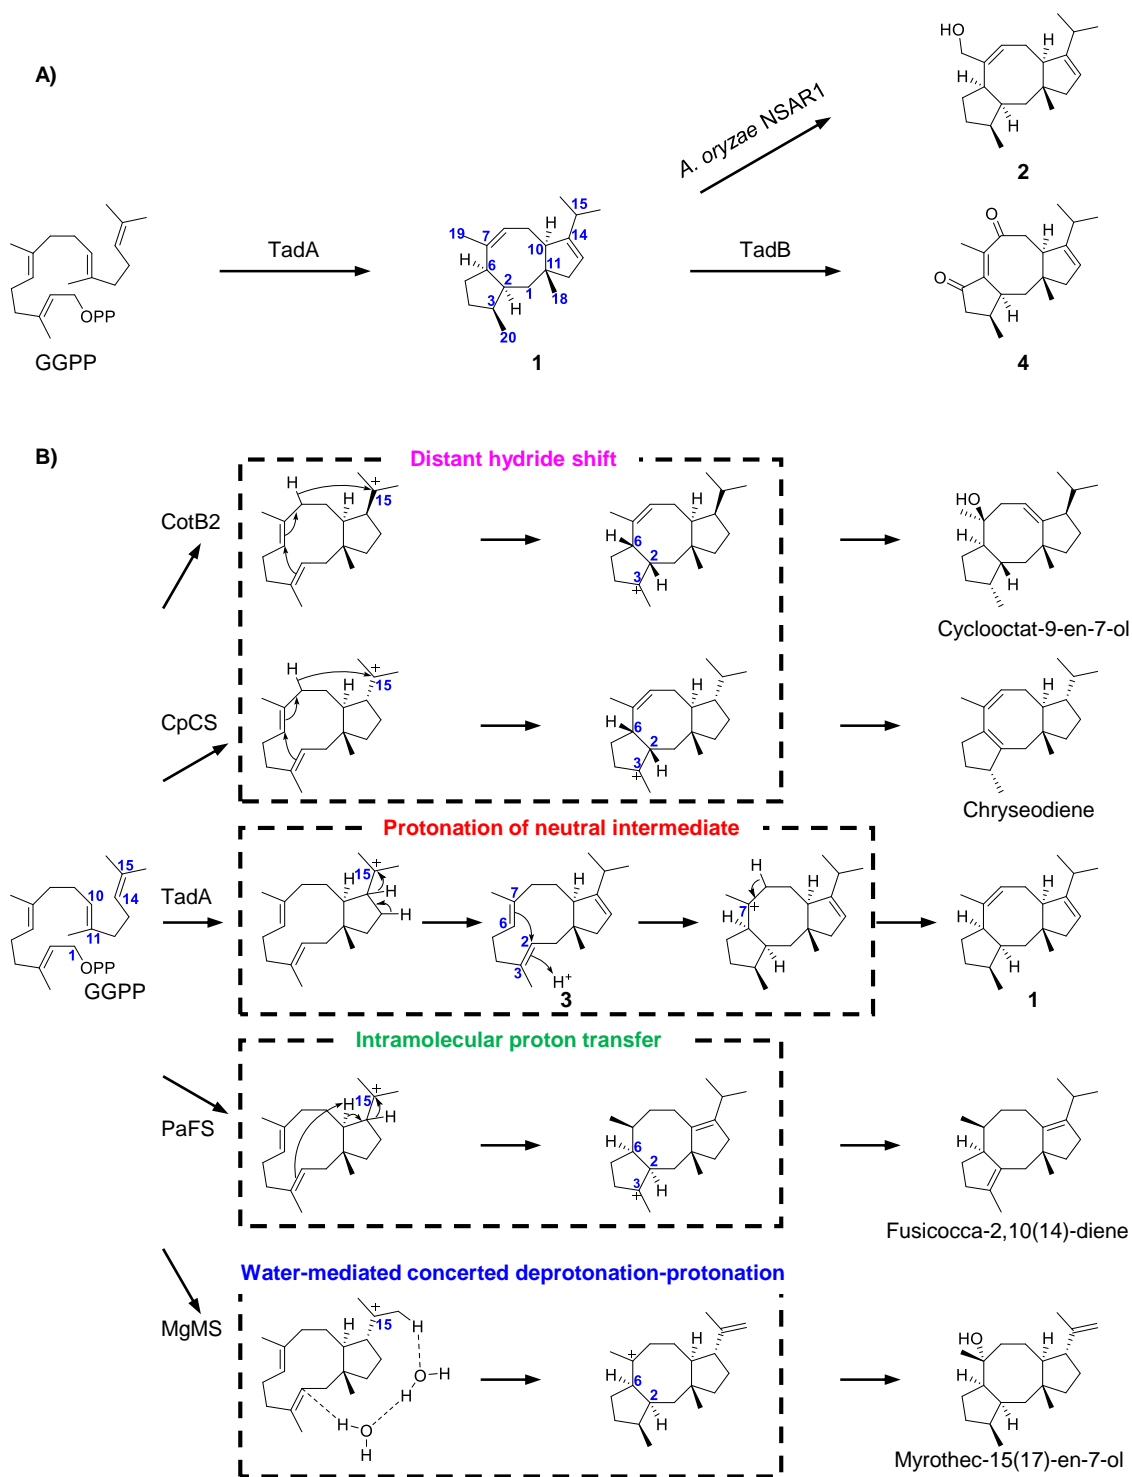 A)
HO
H
H
H
2
A. oryzae NSAR1
GGPP
OPP
TadA
19
7
H
6
2
3
H
20
1
10
H
11
18
14
15
1
TadB
O
O
H
H
4
B)
Distant hydride shift
CotB2
H
H
15
+
H
6
2
3
H
+
H
HO
H
H
H
Cyclooctat-9-en-7-ol
CpCS
H
H
15
+
H
6
2
3
H
+
H
H
Chryseodiene
Protonation of neutral intermediate
15
14
10
11
1
OPP
GGPP
TadA
15
+
H
H
H
7
6
2
3
H
H+
3
H
7
+
H
H
H
H
H
H
1
Intramolecular proton transfer
PaFS
15
+
H
H
H
6
2
3
H
+
H
Fusicocca-2,10(14)-diene
Water-mediated concerted deprotonation-protonation
MgMS
15
+
H
H
O
H
H
H
O
H
+
H
6
2
H
H
HO
H
H
H
Myrothec-15(17)-en-7-ol